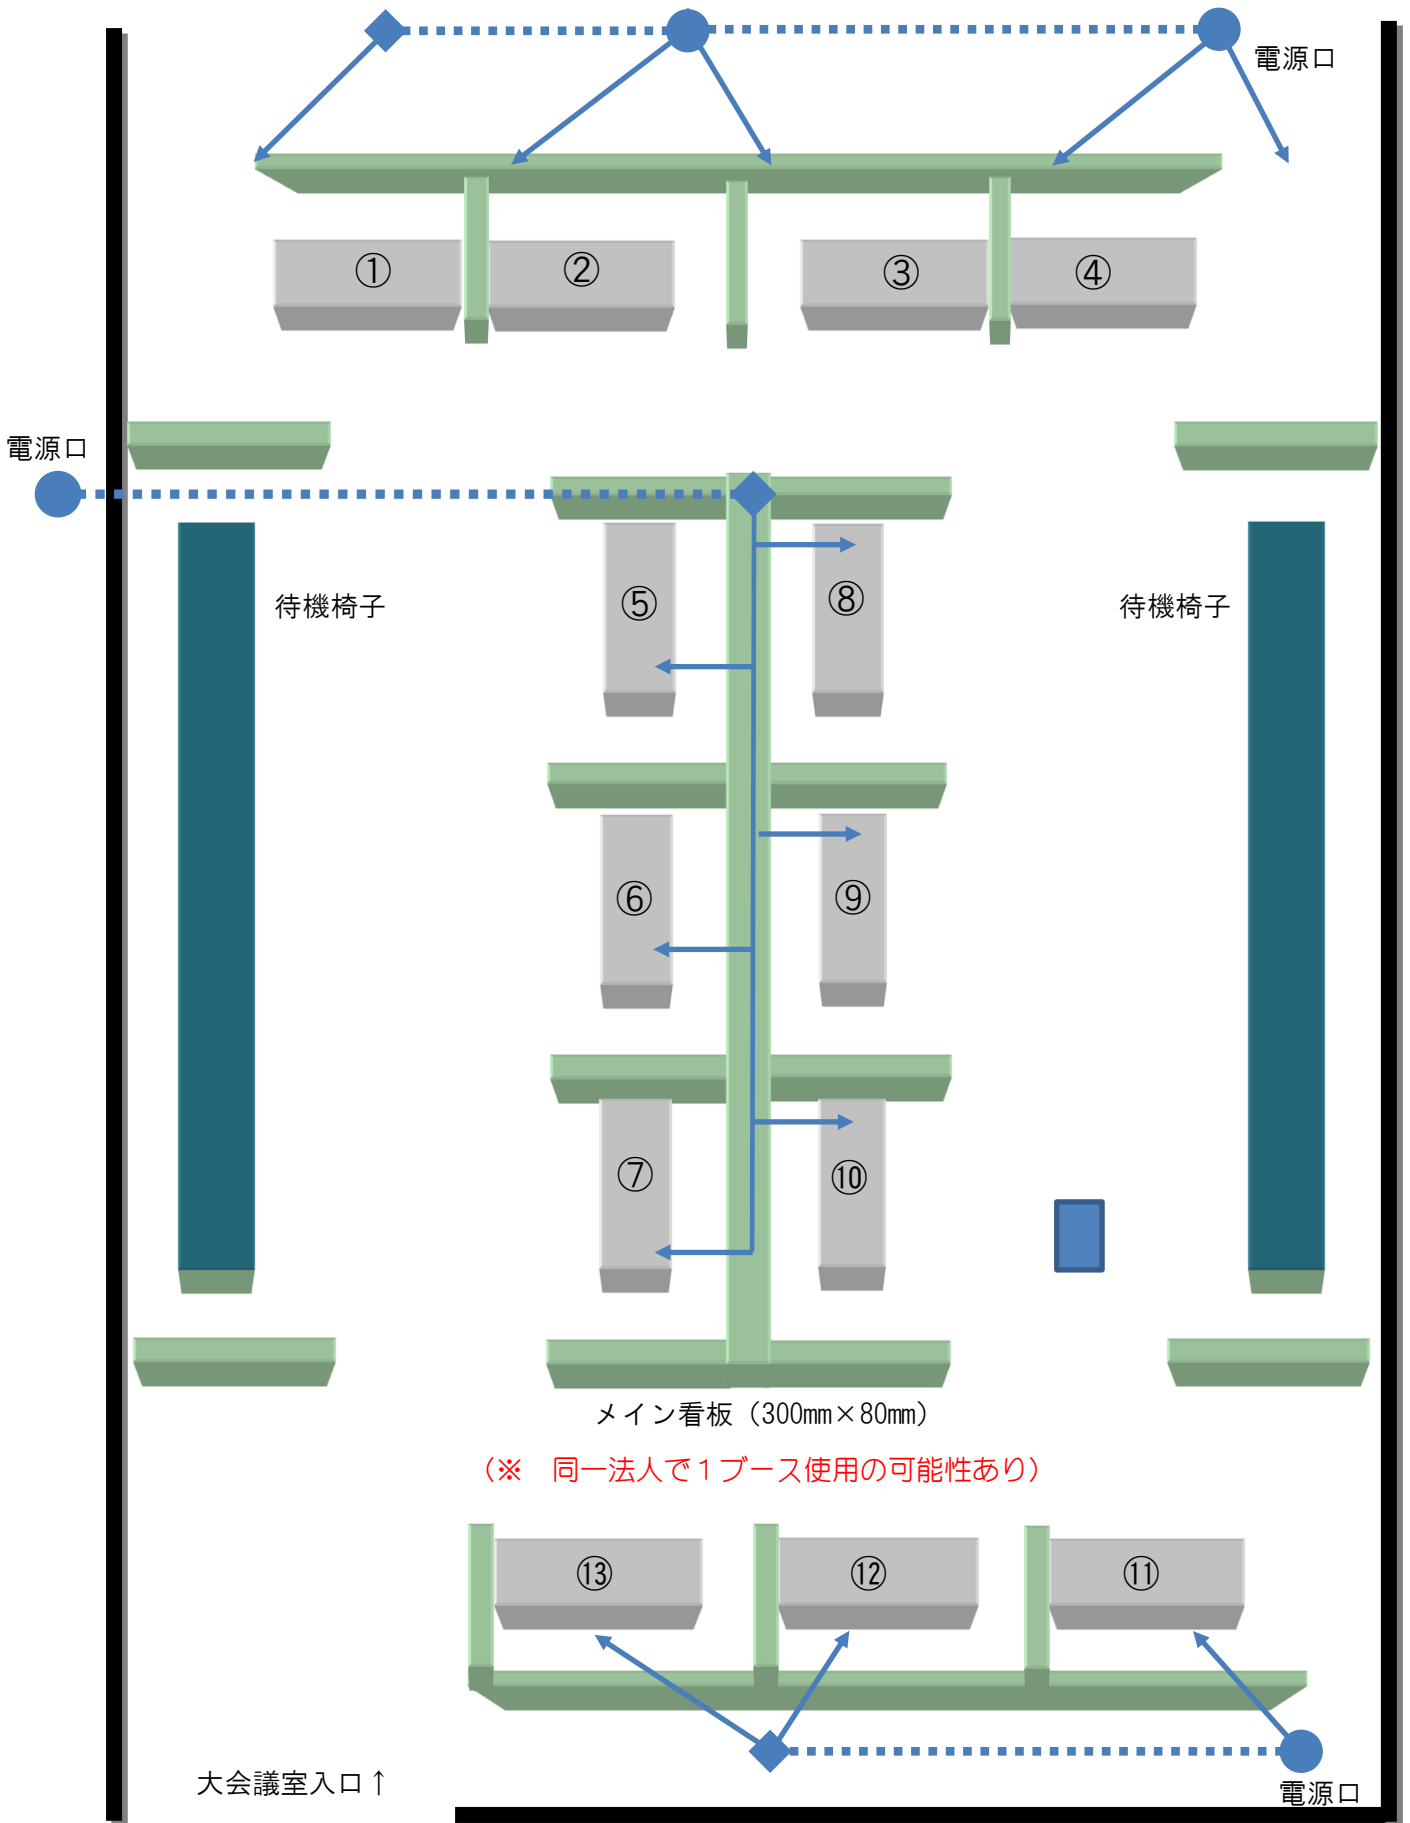 電源口
①
②
③
④
電源口
待機椅子
⑤
⑧
待機椅子
⑥
⑨
⑦
⑩
メイン看板（300㎜×80㎜）
（※　同一法人で１ブース使用の可能性あり）
⑬
⑫
⑪
大会議室入口↑
電源口